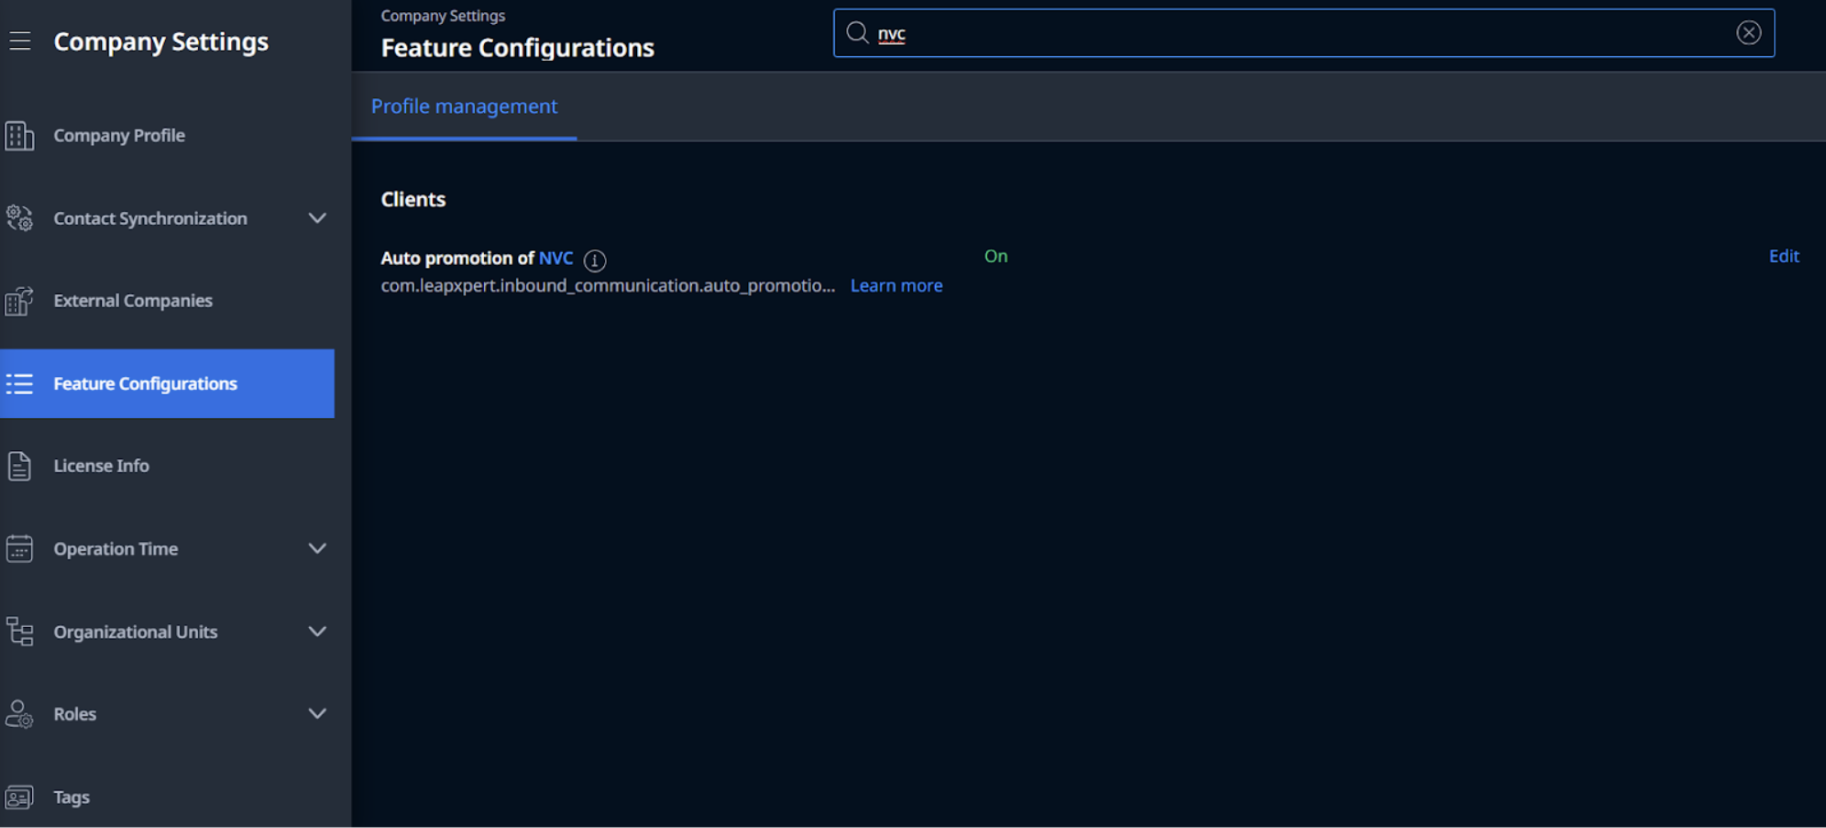 Company Settings
Company Profile
Contact Synchronization
External Companies
Feature Configurations
License Info
Operation Time
Organizational Units
Roles
Tags
Company Settings
Feature Configurations
nvc
Profile management
Clients
Auto promotion of NVC
On
Edit
com.leapxpert.inbound_communication.auto_promotio... Learn more